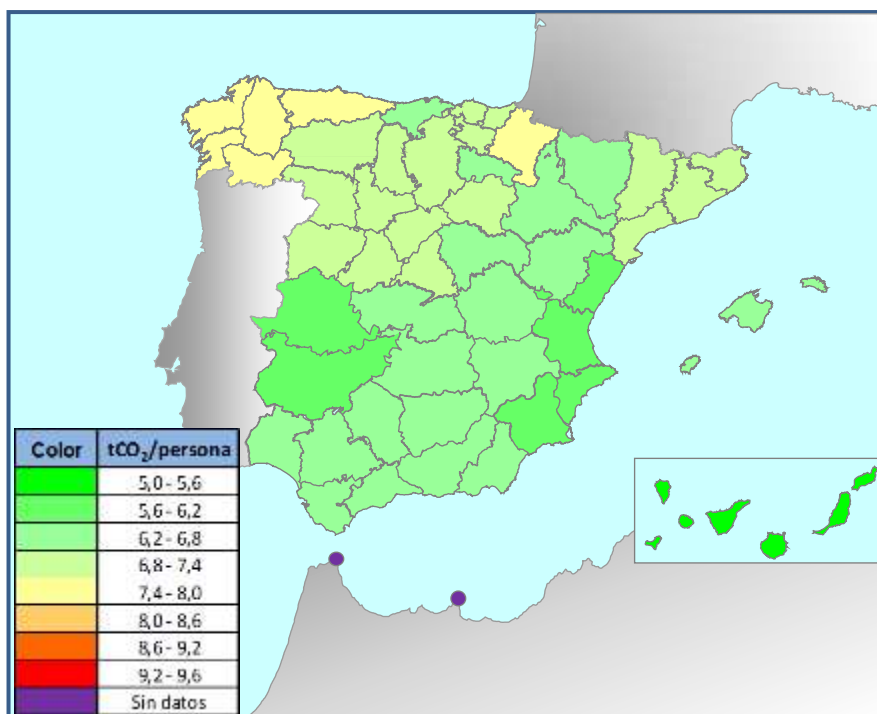 Color tCO₂/persona
5,0 - 5,6
5,6 - 6,2
6,2 - 6,8
6,8 - 7,4
7,4 - 8,0
8,0 - 8,6
8,6 - 9,2
9,2 - 9,6
Sin datos